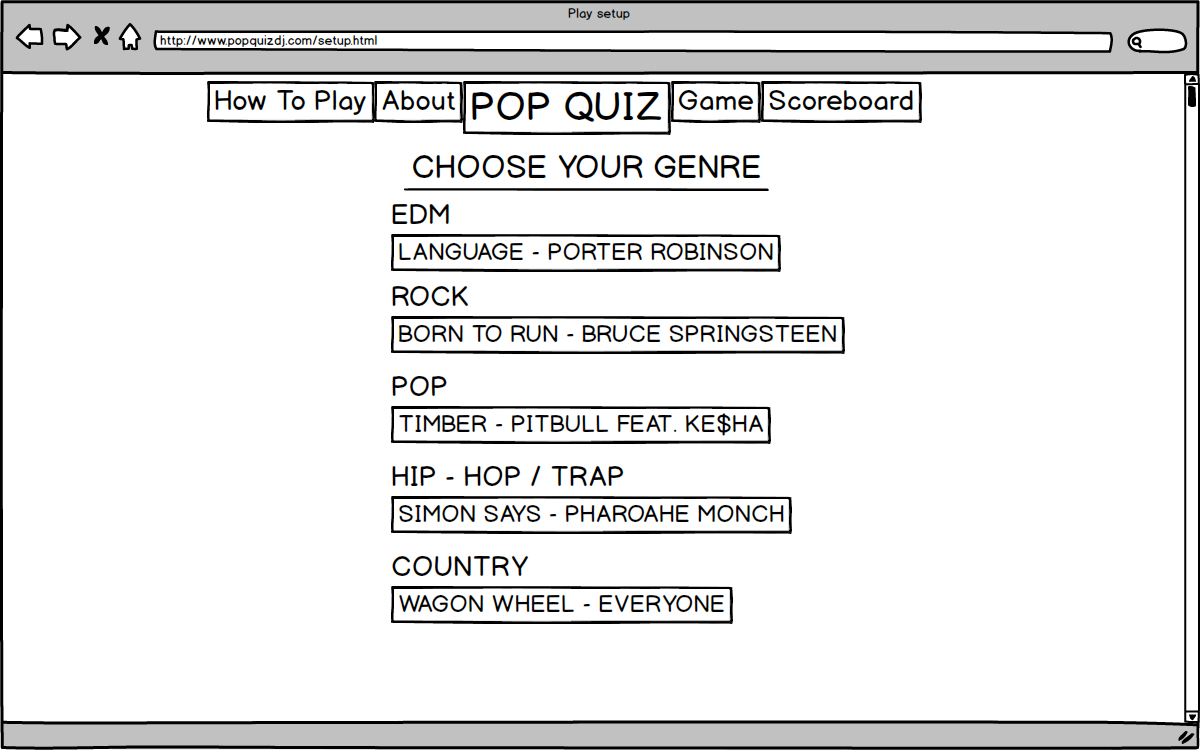 Play setup
http://www.popquizdj.com/setup.html
How To Play About POP QUIZ Game Scoreboard
CHOOSE YOUR GENRE
EDM
LANGUAGE - PORTER ROBINSON
ROCK
BORN TO RUN - BRUCE SPRINGSTEEN
POP
TIMBER - PITBULL FEAT. KE$HA
HIP - HOP / TRAP
SIMON SAYS - PHAROAHE MONCH
COUNTRY
WAGON WHEEL - EVERYONE